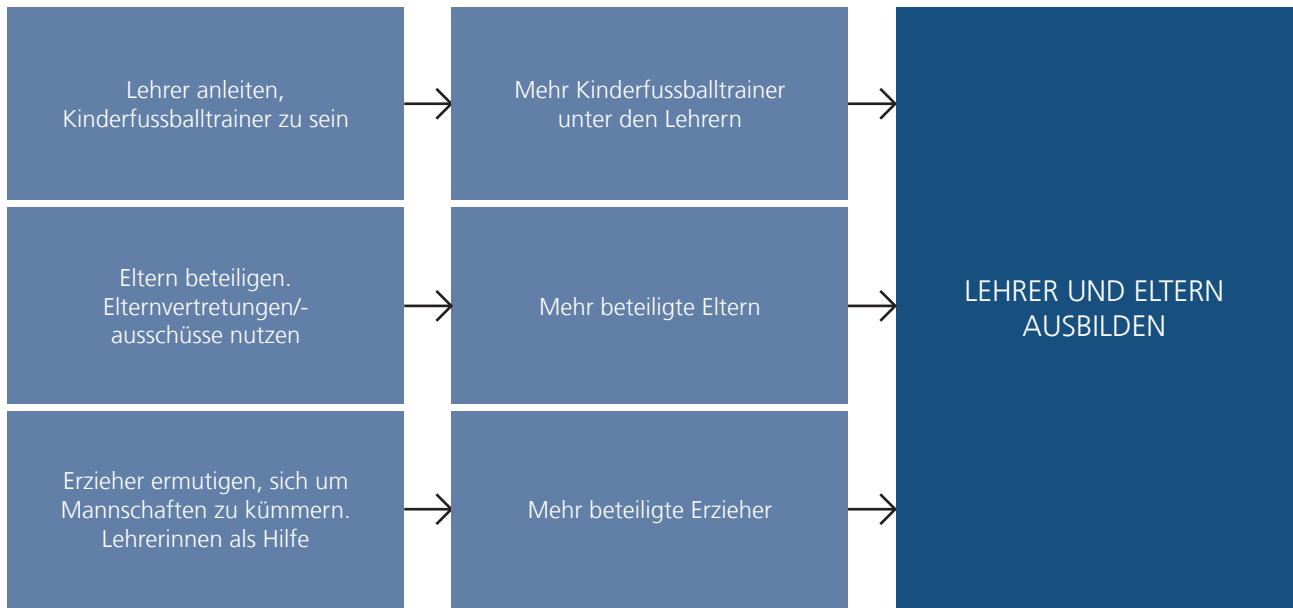 Lehrer anleiten,
Kinderfussballtrainer zu sein
Mehr Kinderfussballtrainer
unter den Lehrern
Eltern beteiligen.
Elternvertretungen/-
ausschüsse nutzen
Mehr beteiligte Eltern
LEHRER UND ELTERN
AUSBILDEN
Erzieher ermutigen, sich um
Mannschaften zu kümmern.
Lehrerinnen als Hilfe
Mehr beteiligte Erzieher